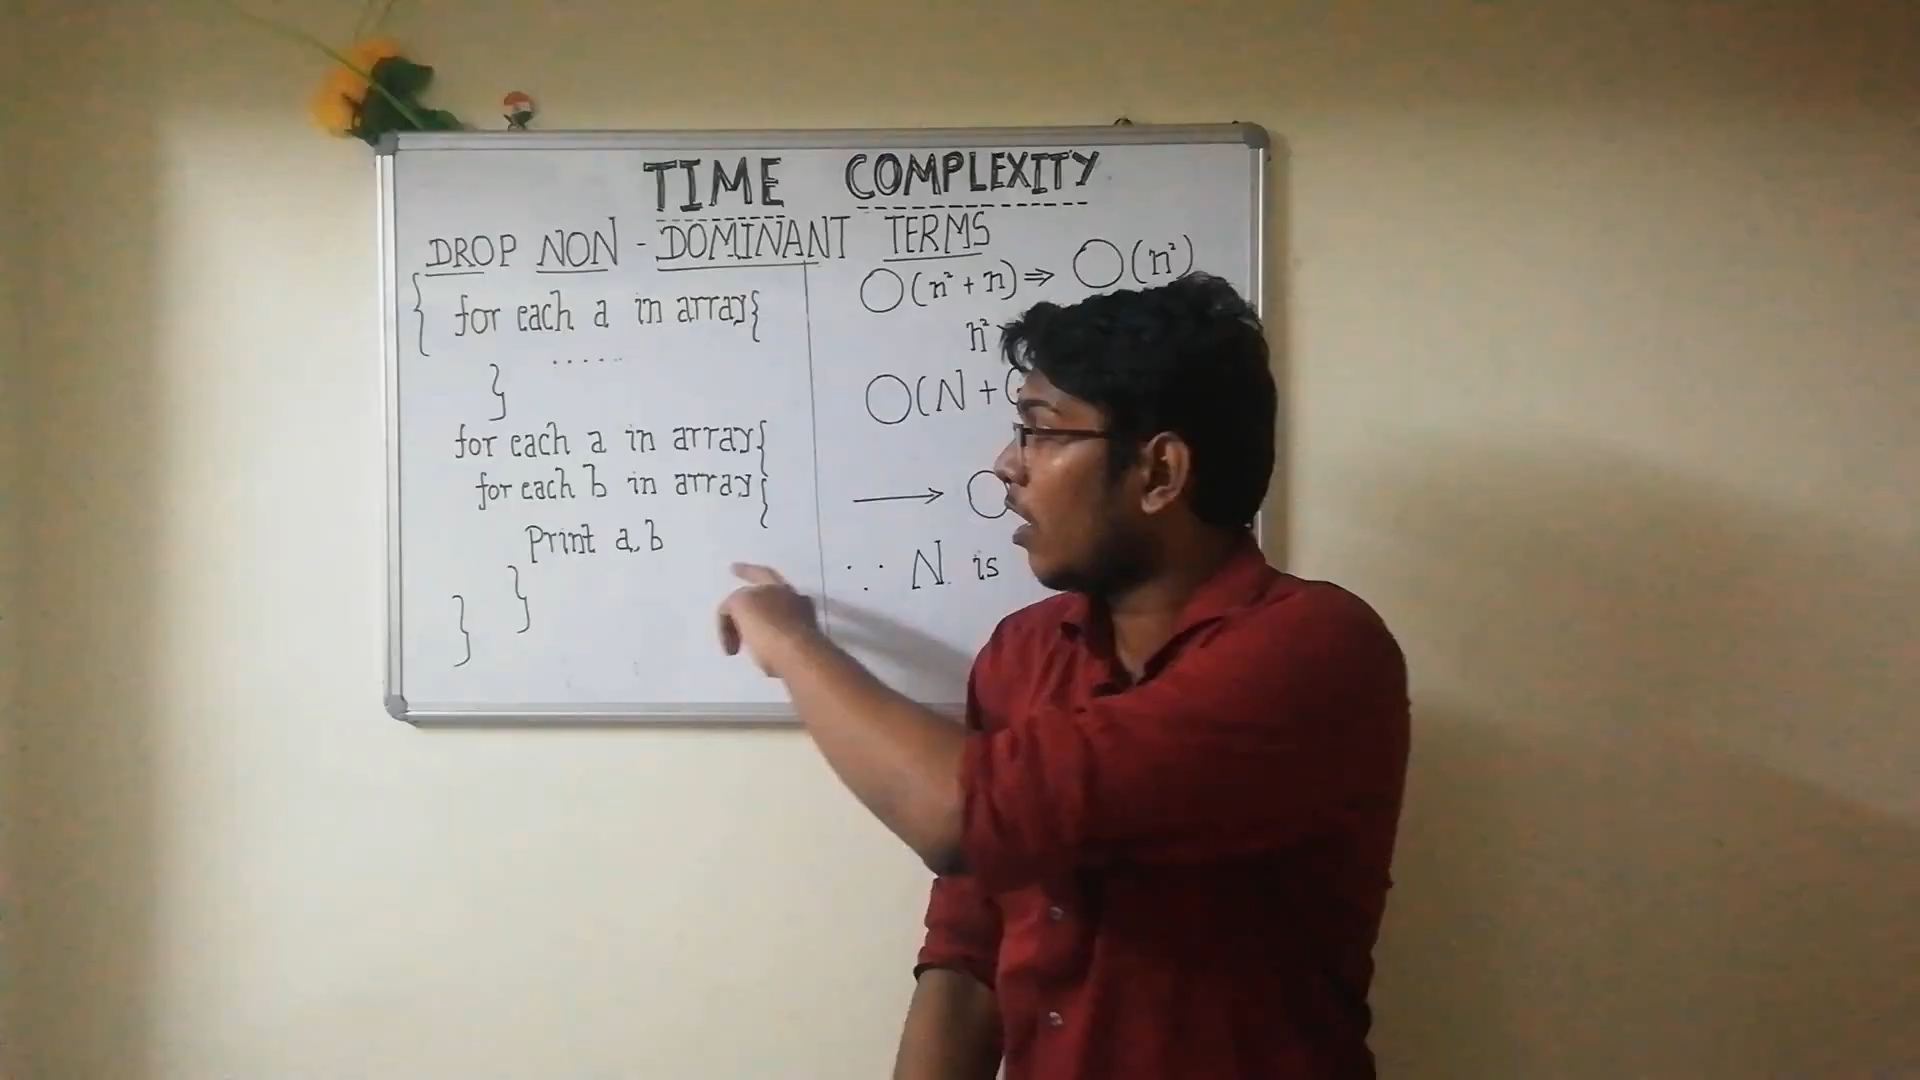 TIME COMPLEXITY
DROP NON-DOMINANT TERMS
{ for each a in array{
.....
}
for each a in array{
for each b in array{
Print a,b
}
}
O(n²+n)⇒ O(n²)
n²
O(N+
→ O
∵ N is